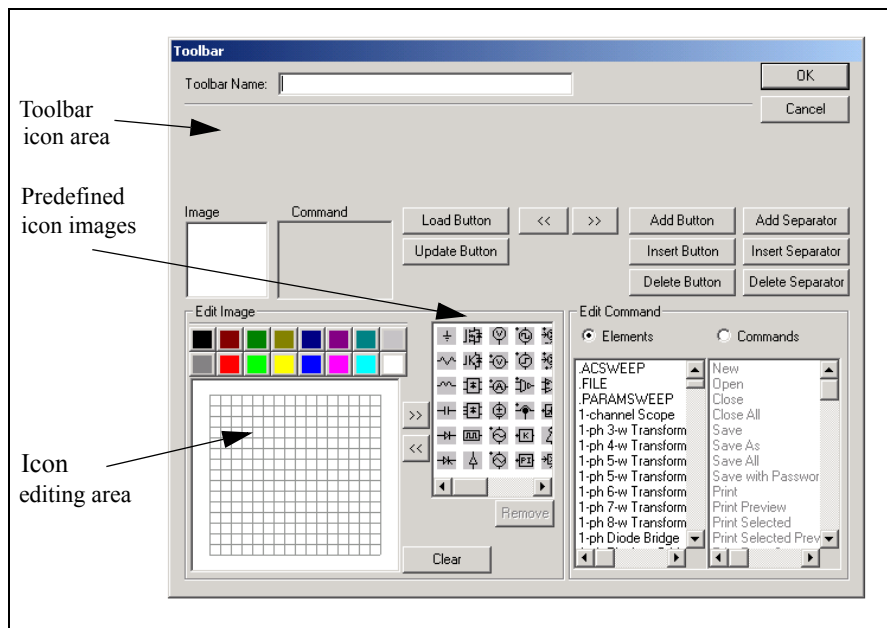 Toolbar
Toolbar Name:
OK
Cancel
Toolbar
icon area
Predefined
icon images
Image
Command
Load Button
<<
>>
Add Button
Add Separator
Update Button
Insert Button
Insert Separator
Delete Button
Delete Separator
Edit Image
>>
<<
Remove
Clear
Icon
editing area
Edit Command
Elements
Commands
.ACSWEEP
.FILE
.PARAMSWEEP
1-channel Scope
1-ph 3-w Transform
1-ph 4-w Transform
1-ph 5-w Transform
1-ph 5-w Transform
1-ph 6-w Transform
1-ph 7-w Transform
1-ph 8-w Transform
1-ph Diode Bridge
New
Open
Close
Close All
Save
Save As
Save All
Save with Passwor
Print
Print Preview
Print Selected
Print Selected Prev